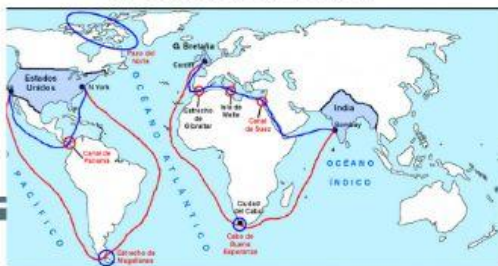 Paso del
Norte
G. Bretaña
Cardiff
Estados
Unidos
N. York
Estrecho
de
Gibraltar
Isla
de
Malta
Canal
de Suez
India
Bombay
OCÉANO
ATLÁNTICO
PACÍFICO
OCÉANO
ÍNDICO
Canal de
Panamá
Ciudad
del Cabo
Cabo de
Buena
Esperanza
Estrecho de
Magallanes